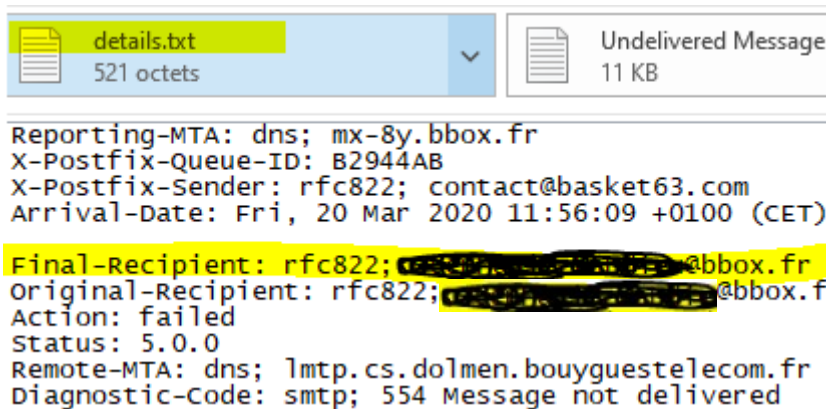 details.txt
521 octets
Undelivered Message
11 KB
Reporting-MTA: dns; mx-8y.bbox.fr
X-Postfix-Queue-ID: B2944AB
X-Postfix-Sender: rfc822; contact@basket63.com
Arrival-Date: Fri, 20 Mar 2020 11:56:09 +0100 (CET)
Final-Recipient: rfc822; @bbox.fr
Original-Recipient: rfc822; @bbox.f
Action: failed
Status: 5.0.0
Remote-MTA: dns; lmtp.cs.dolmen.bouyguestelecom.fr
Diagnostic-Code: smtp; 554 Message not delivered